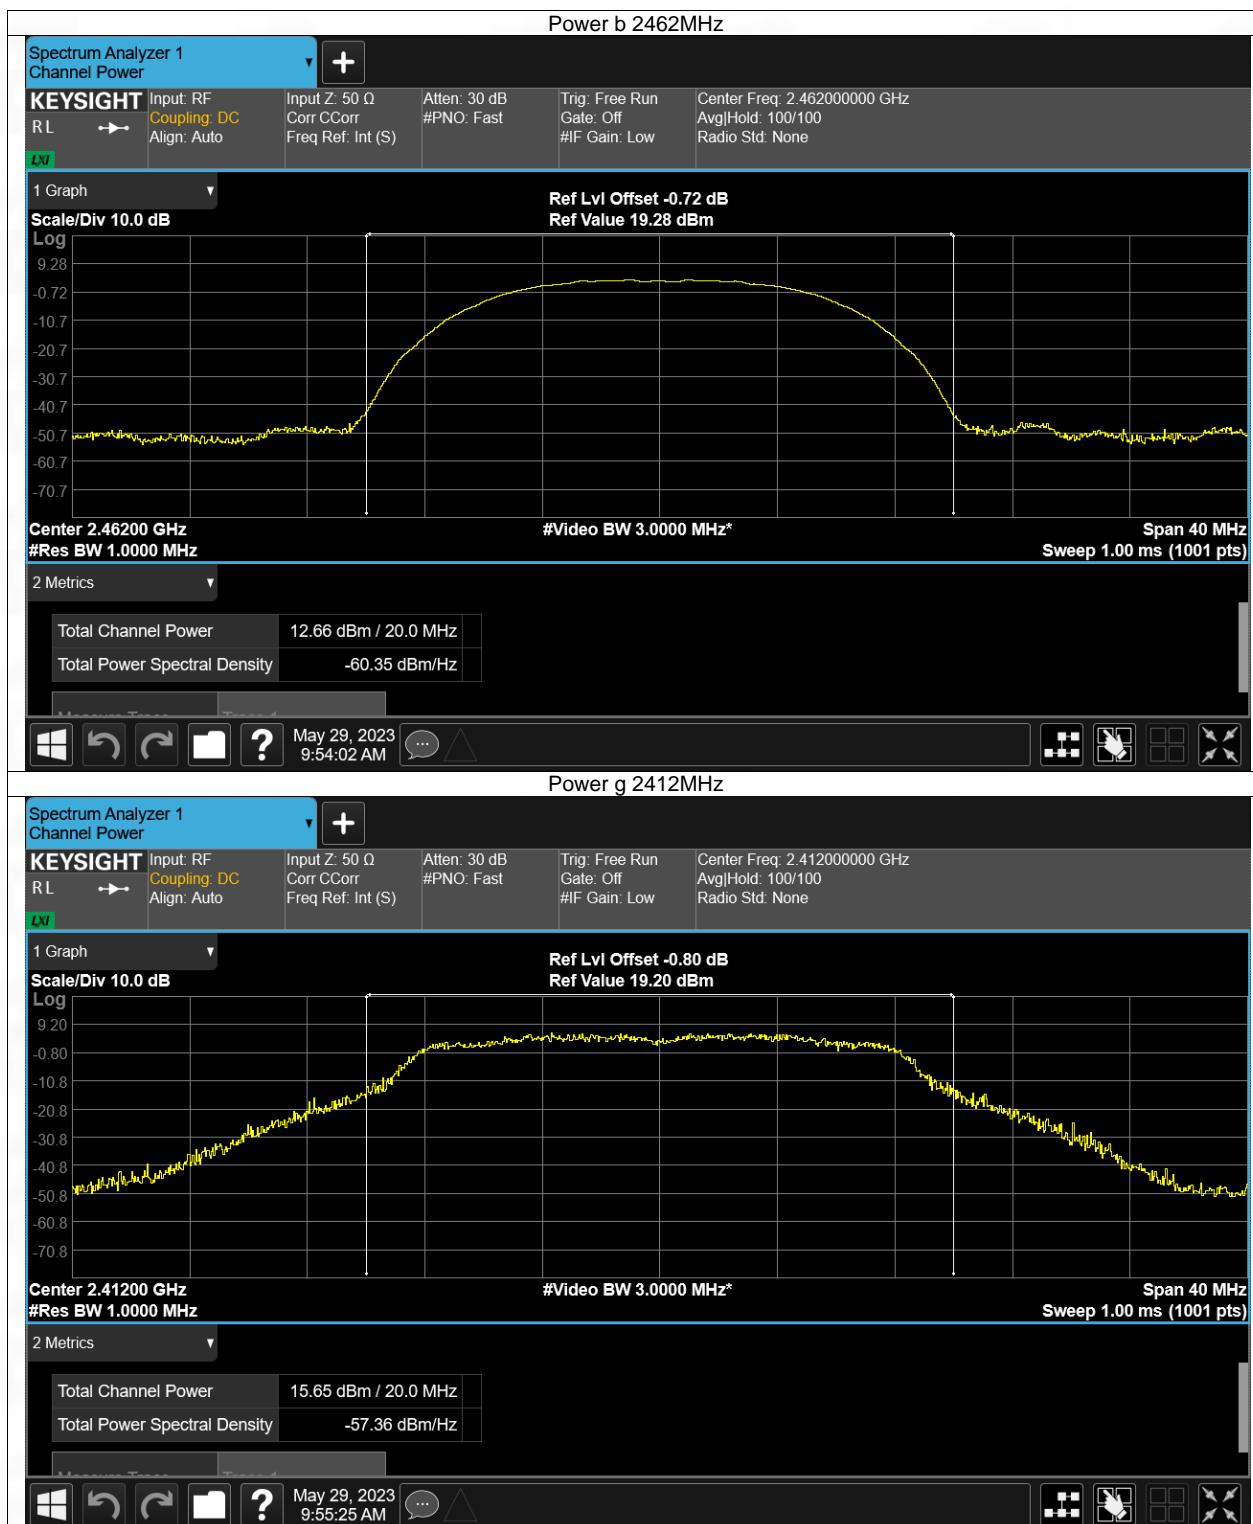 Power b 2462MHz
Spectrum Analyzer 1
Channel Power
KEYSIGHT
R L
LXI
Input: RF
Coupling: DC
Align: Auto
Input Z: 50 Ω
Corr CCorr
Freq Ref: Int (S)
Atten: 30 dB
#PNO: Fast
Trig: Free Run
Gate: Off
#IF Gain: Low
Center Freq: 2.462000000 GHz
Avg|Hold: 100/100
Radio Std: None
1 Graph
Scale/Div 10.0 dB
Ref Lvl Offset -0.72 dB
Ref Value 19.28 dBm
Log
9.28
-0.72
-10.7
-20.7
-30.7
-40.7
-50.7
-60.7
-70.7
Center 2.46200 GHz
#Video BW 3.0000 MHz*
Span 40 MHz
#Res BW 1.0000 MHz
Sweep 1.00 ms (1001 pts)
2 Metrics
Total Channel Power 12.66 dBm / 20.0 MHz
Total Power Spectral Density -60.35 dBm/Hz
Measure Trace Trace 1
?
May 29, 2023
9:54:02 AM
Power g 2412MHz
Spectrum Analyzer 1
Channel Power
KEYSIGHT
R L
LXI
Input: RF
Coupling: DC
Align: Auto
Input Z: 50 Ω
Corr CCorr
Freq Ref: Int (S)
Atten: 30 dB
#PNO: Fast
Trig: Free Run
Gate: Off
#IF Gain: Low
Center Freq: 2.412000000 GHz
Avg|Hold: 100/100
Radio Std: None
1 Graph
Scale/Div 10.0 dB
Ref Lvl Offset -0.80 dB
Ref Value 19.20 dBm
Log
9.20
-0.80
-10.8
-20.8
-30.8
-40.8
-50.8
-60.8
-70.8
Center 2.41200 GHz
#Video BW 3.0000 MHz*
Span 40 MHz
#Res BW 1.0000 MHz
Sweep 1.00 ms (1001 pts)
2 Metrics
Total Channel Power 15.65 dBm / 20.0 MHz
Total Power Spectral Density -57.36 dBm/Hz
Measure Trace Trace 1
?
May 29, 2023
9:55:25 AM